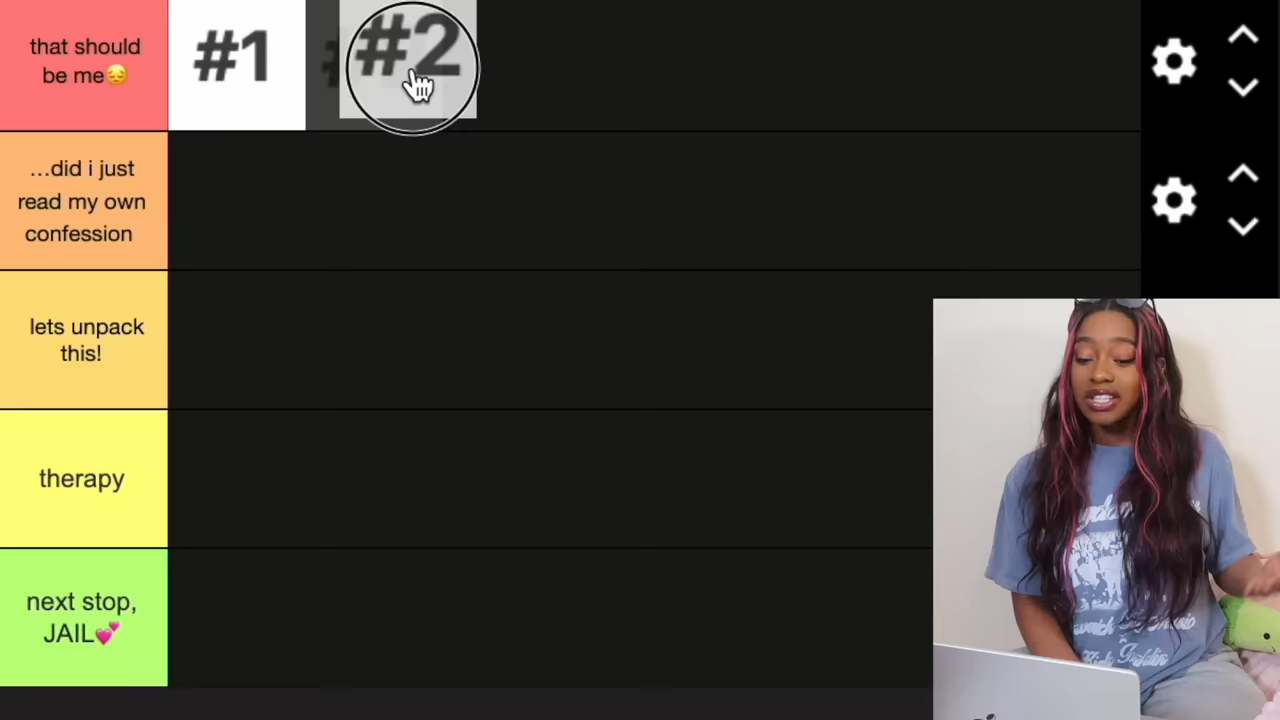 that should
be me😔
#1
#2
...did i just
read my own
confession
lets unpack
this!
therapy
next stop,
JAIL💕